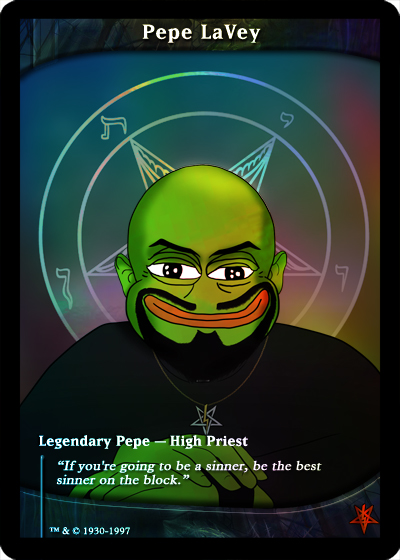 Pepe LaVey
ת
י
ו
ן
Legendary Pepe — High Priest
“If you're going to be a sinner, be the best
sinner on the block.”
™ & © 1930-1997